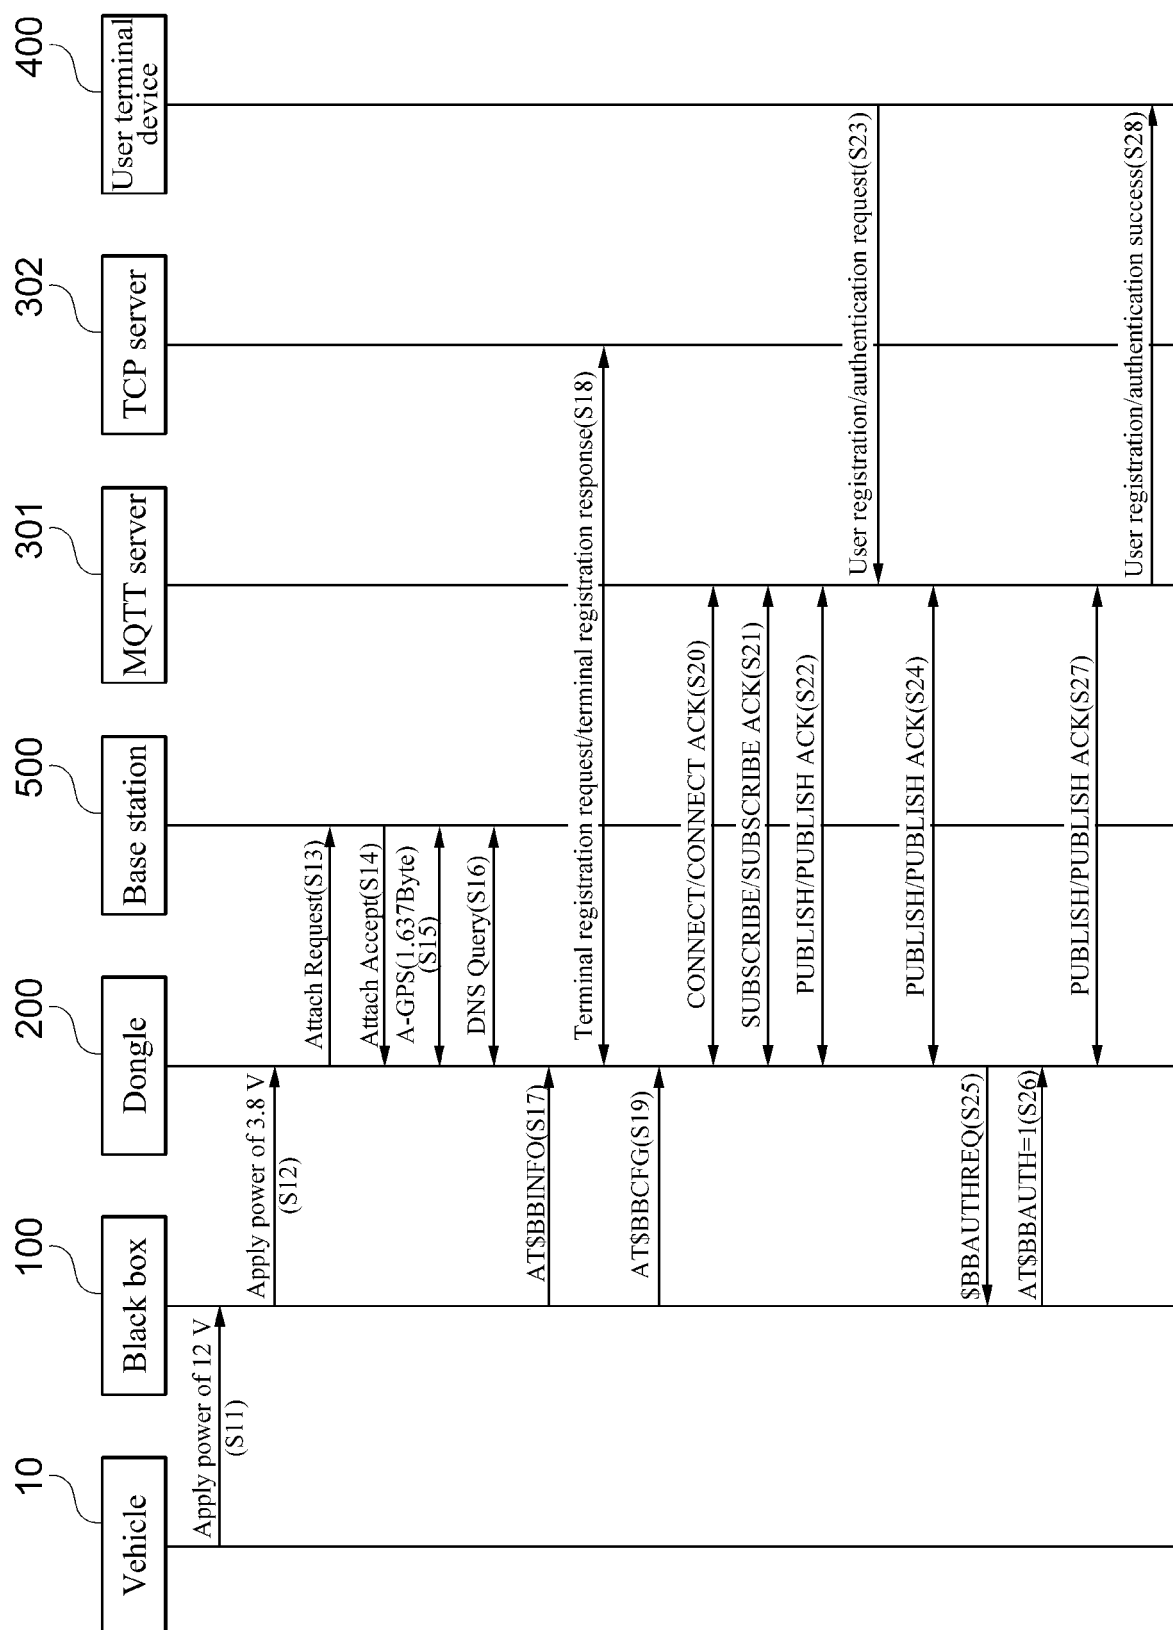 10
100
200
500
301
302
400
Vehicle
Black box
Dongle
Base station
MQTT server
TCP server
User terminal
device
Apply power of 12 V
(S11)
Apply power of 3.8 V
(S12)
Attach Request(S13)
Attach Accept(S14)
A-GPS(1.637Byte)
(S15)
DNS Query(S16)
AT$BBINFO(S17)
Terminal registration request/terminal registration response(S18)
AT$BBCFG(S19)
CONNECT/CONNECT ACK(S20)
SUBSCRIBE/SUBSCRIBE ACK(S21)
PUBLISH/PUBLISH ACK(S22)
User registration/authentication request(S23)
PUBLISH/PUBLISH ACK(S24)
$BBAUTHREQ(S25)
AT$BBAUTH=1(S26)
PUBLISH/PUBLISH ACK(S27)
User registration/authentication success(S28)